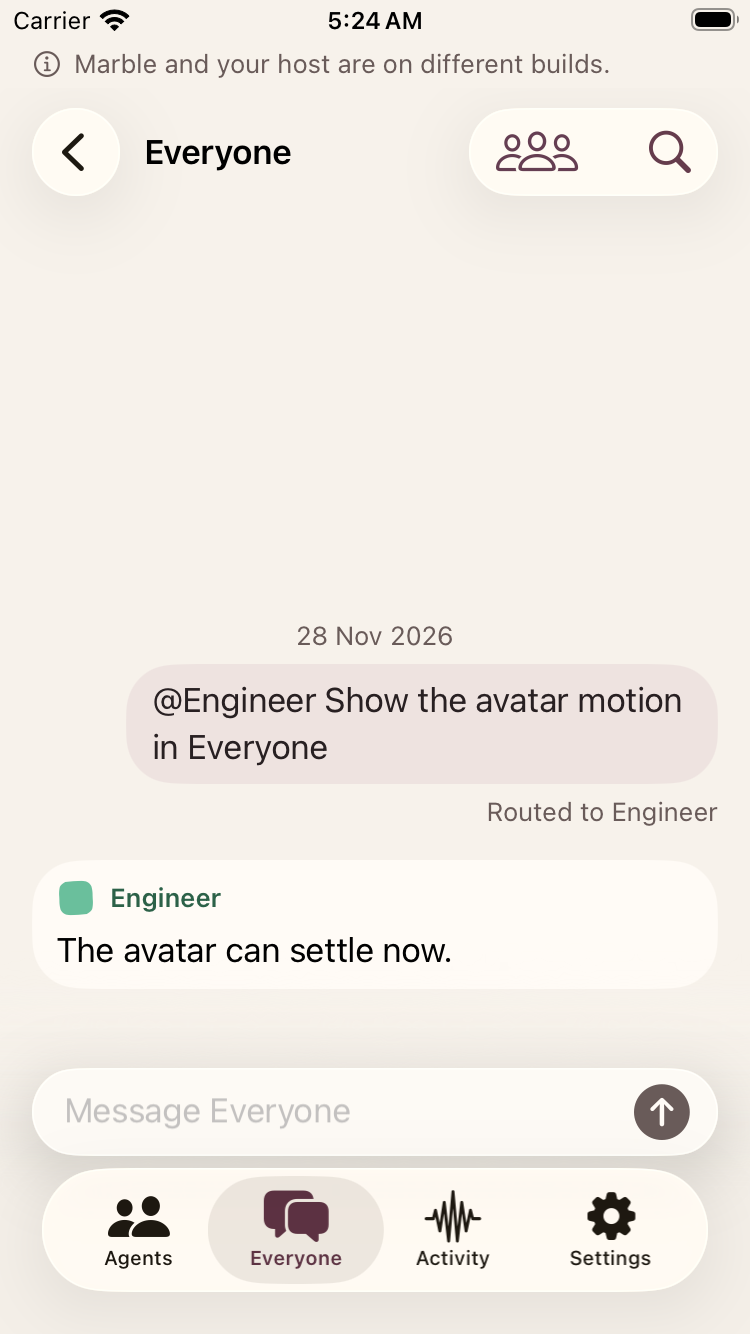 Carrier 5:24 AM
Marble and your host are on different builds.
Everyone
28 Nov 2026
@Engineer Show the avatar motion
in Everyone
Routed to Engineer
Engineer
The avatar can settle now.
Message Everyone
Agents Everyone Activity Settings